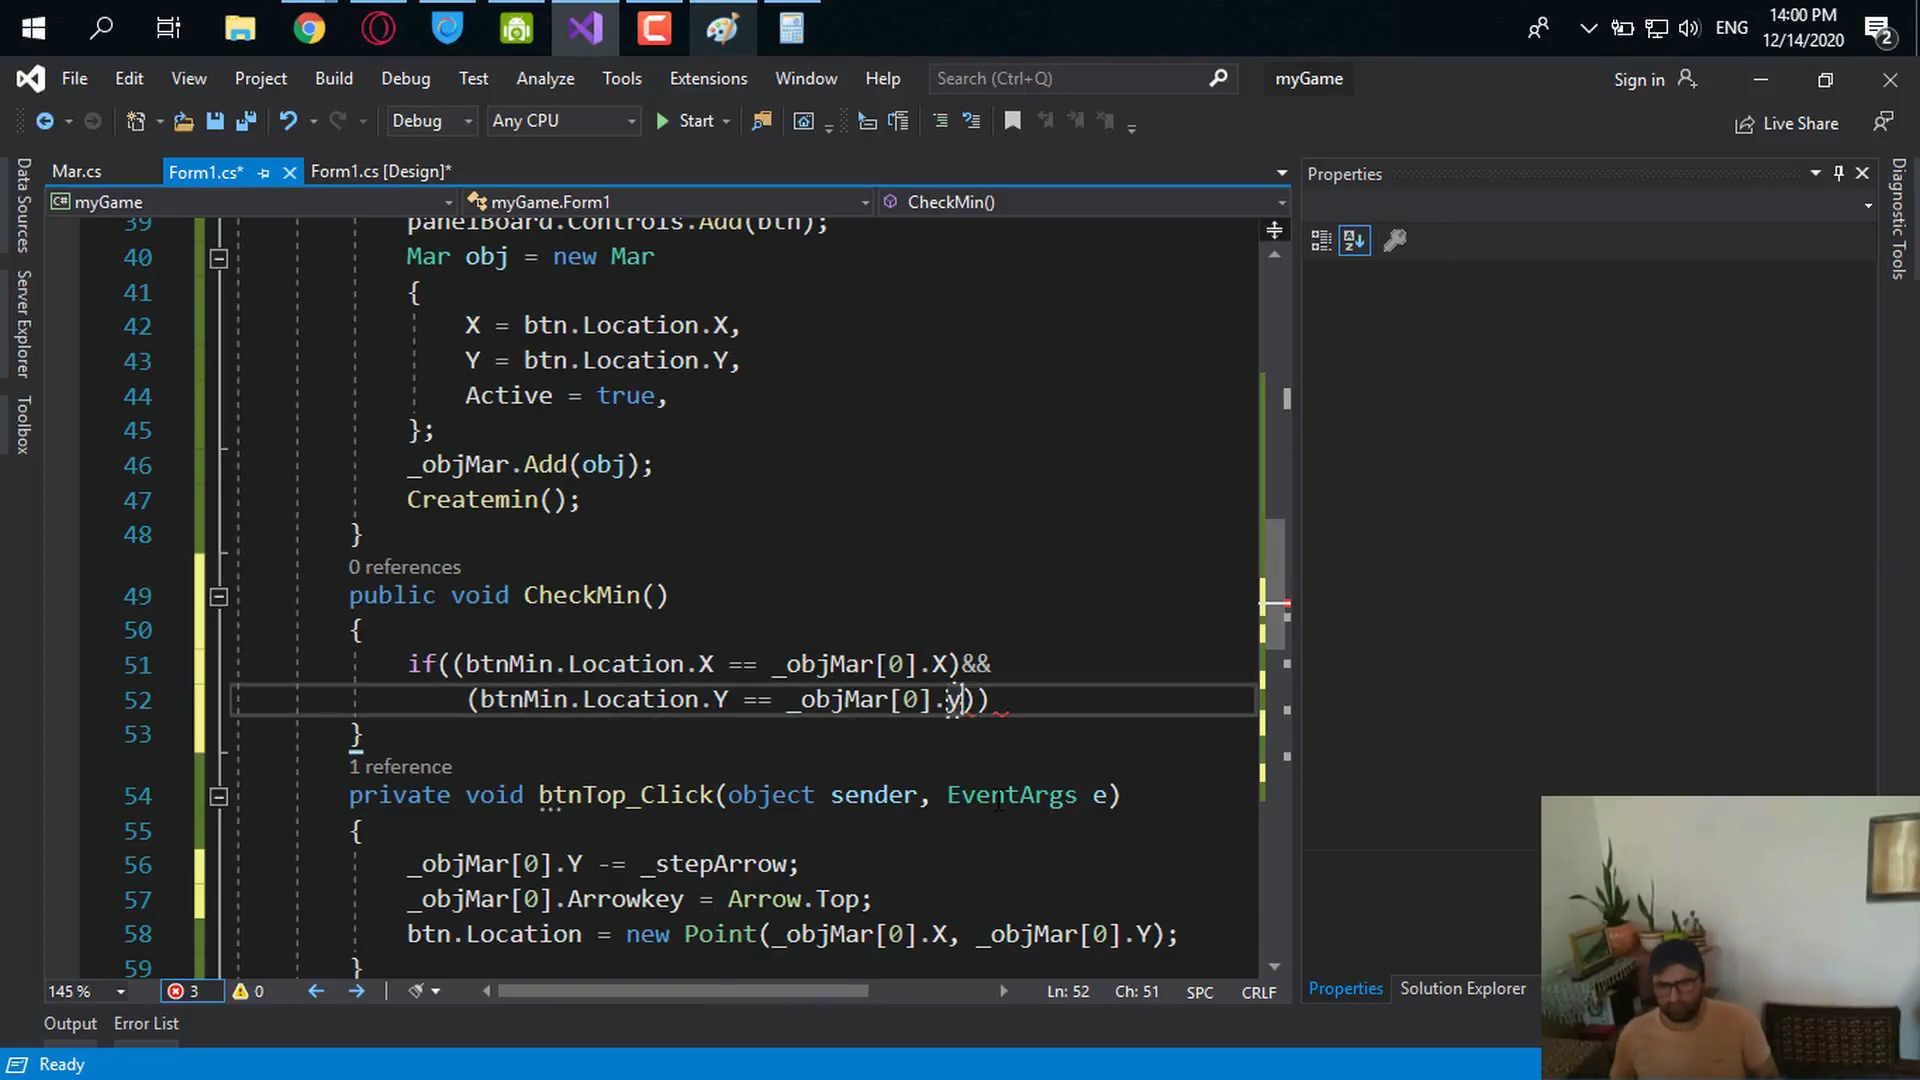 ENG
14:00 PM
12/14/2020
2
File Edit View Project Build Debug Test Analyze Tools Extensions Window Help Search (Ctrl+Q) myGame Sign in
Debug Any CPU Start Live Share
Mar.cs Form1.cs* Form1.cs [Design]*
myGame myGame.Form1 CheckMin()
Data Sources
Server Explorer
Toolbox
39 panelBoard.Controls.Add(btn);
40 Mar obj = new Mar
41 {
42 X = btn.Location.X,
43 Y = btn.Location.Y,
44 Active = true,
45 };
46 _objMar.Add(obj);
47 Createmin();
48 }
0 references
49 public void CheckMin()
50 {
51 if((btnMin.Location.X == _objMar[0].X)&&
52 (btnMin.Location.Y == _objMar[0].y))
53 }
1 reference
54 private void btnTop_Click(object sender, EventArgs e)
55 {
56 _objMar[0].Y -= _stepArrow;
57 _objMar[0].Arrowkey = Arrow.Top;
58 btn.Location = new Point(_objMar[0].X, _objMar[0].Y);
59 }
145 % 3 0 Ln: 52 Ch: 51 SPC CRLF
Output Error List
Ready
Properties
Properties Solution Explorer
Diagnostic Tools